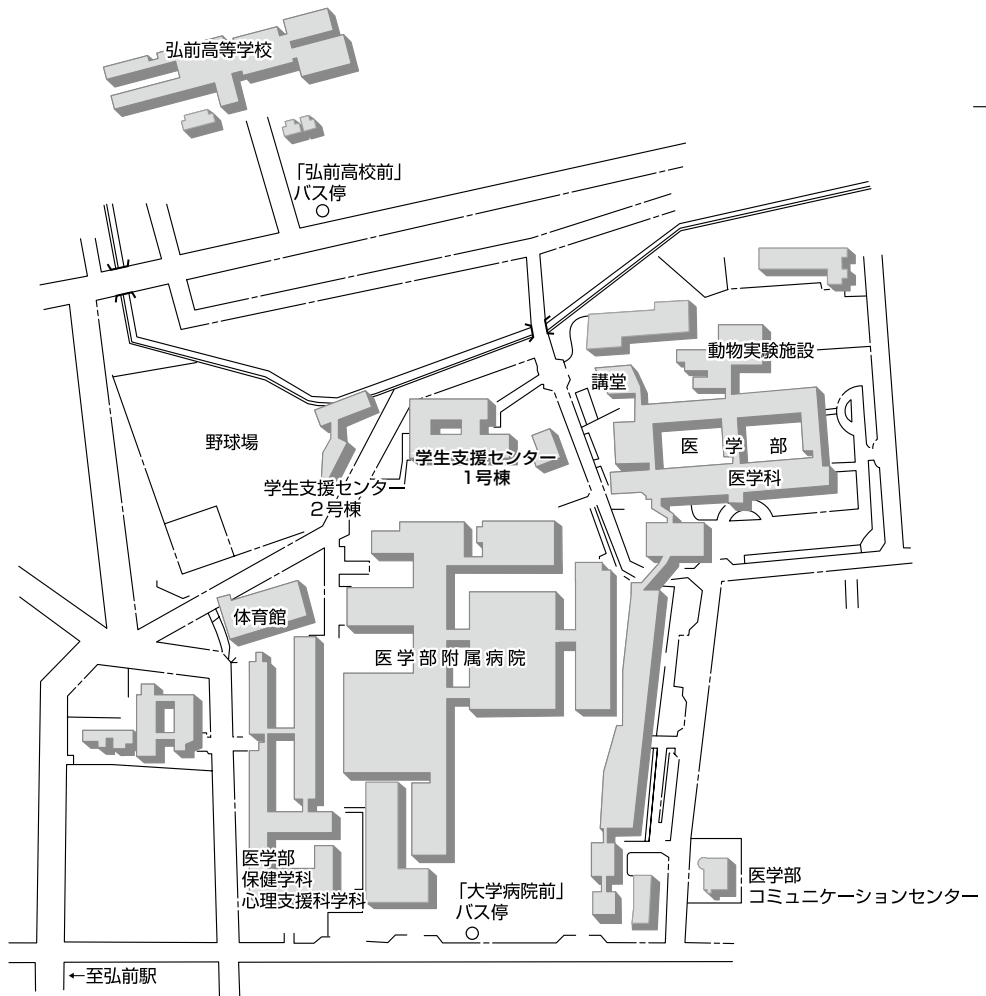 弘前高等学校
「弘前高校前」
バス停
動物実験施設
講堂
医学部
医学科
野球場
学生支援センター
1号棟
学生支援センター
2号棟
体育館
医学部附属病院
医学部
保健学科
心理支援科学科
「大学病院前」
バス停
医学部
コミュニケーションセンター
←至弘前駅